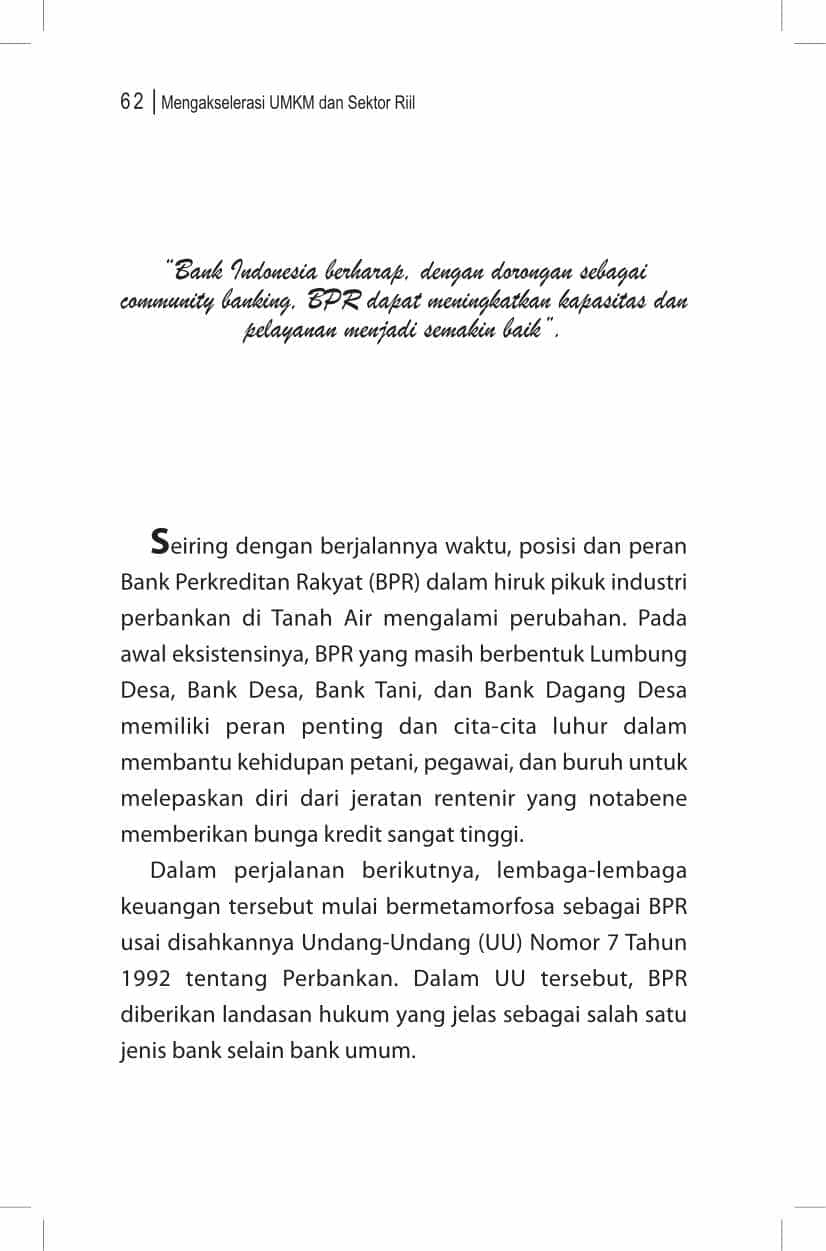 62 | Mengakselerasi UMKM dan Sektor Riil
"Bank Indonesia berharap, dengan dorongan sebagai
community banking, BPR dapat meningkatkan kapasitas dan
pelayanan menjadi semakin baik".
Seiring dengan berjalannya waktu, posisi dan peran
Bank Perkreditan Rakyat (BPR) dalam hiruk pikuk industri
perbankan di Tanah Air mengalami perubahan. Pada
awal eksistensinya, BPR yang masih berbentuk Lumbung
Desa, Bank Desa, Bank Tani, dan Bank Dagang Desa
memiliki peran penting dan cita-cita luhur dalam
membantu kehidupan petani, pegawai, dan buruh untuk
melepaskan diri dari jeratan rentenir yang notabene
memberikan bunga kredit sangat tinggi.
Dalam perjalanan berikutnya, lembaga-lembaga
keuangan tersebut mulai bermetamorfosa sebagai BPR
usai disahkannya Undang-Undang (UU) Nomor 7 Tahun
1992 tentang Perbankan. Dalam UU tersebut, BPR
diberikan landasan hukum yang jelas sebagai salah satu
jenis bank selain bank umum.